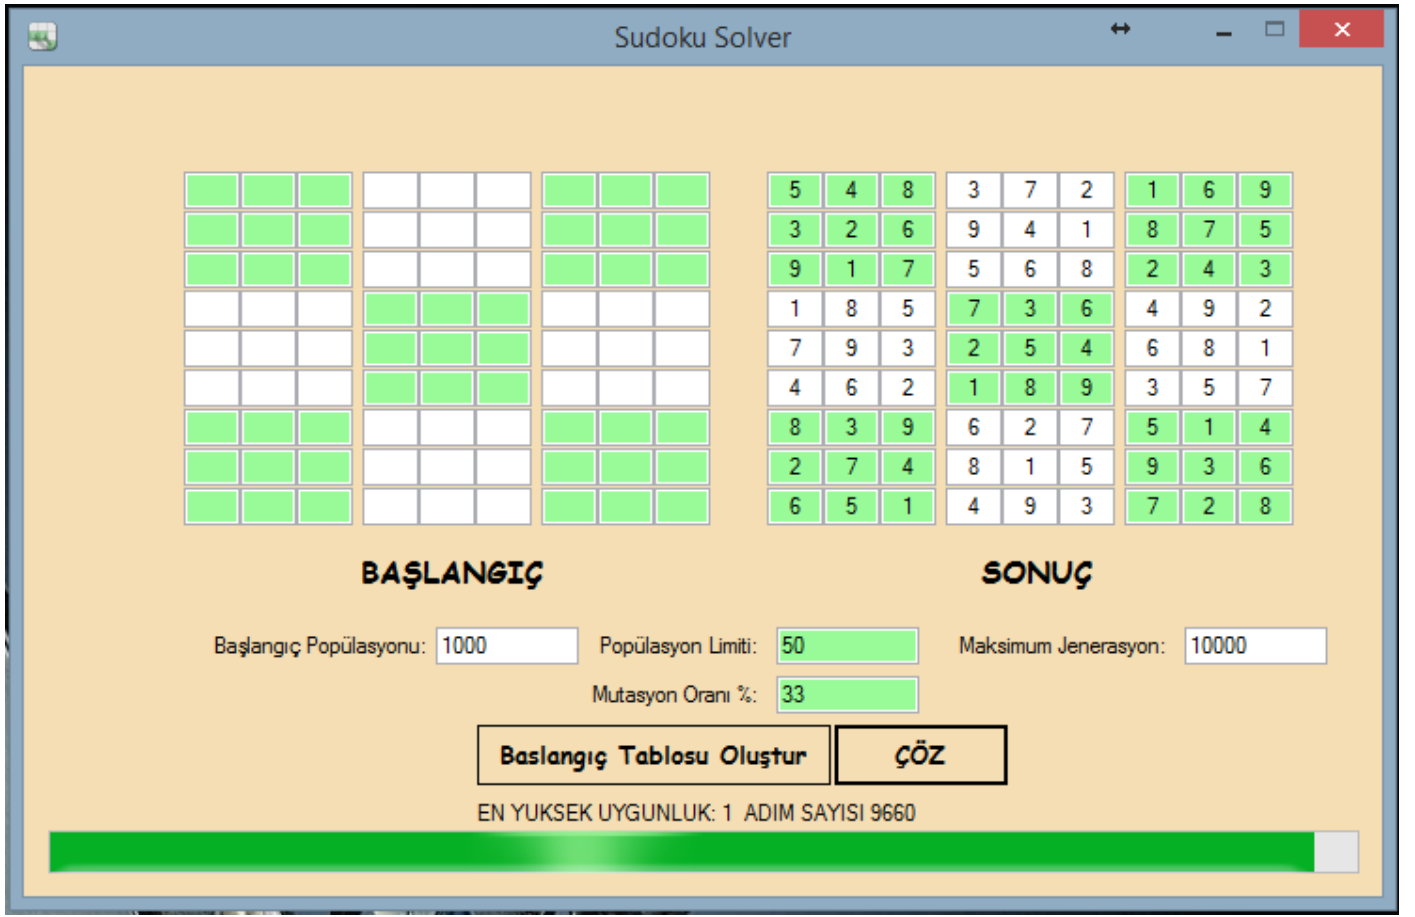 Sudoku Solver
5 4 8 3 7 2 1 6 9
3 2 6 9 4 1 8 7 5
9 1 7 5 6 8 2 4 3
1 8 5 7 3 6 4 9 2
7 9 3 2 5 4 6 8 1
4 6 2 1 8 9 3 5 7
8 3 9 6 2 7 5 1 4
2 7 4 8 1 5 9 3 6
6 5 1 4 9 3 7 2 8
BAŞLANGIÇ SONUÇ
Başlangıç Popülasyonu: 1000 Popülasyon Limiti: 50 Maksimum Jenerasyon: 10000
Mutasyon Oranı %: 33
Baslangıç Tablosu Oluştur ÇÖZ
EN YUKSEK UYGUNLUK: 1 ADIM SAYISI 9660